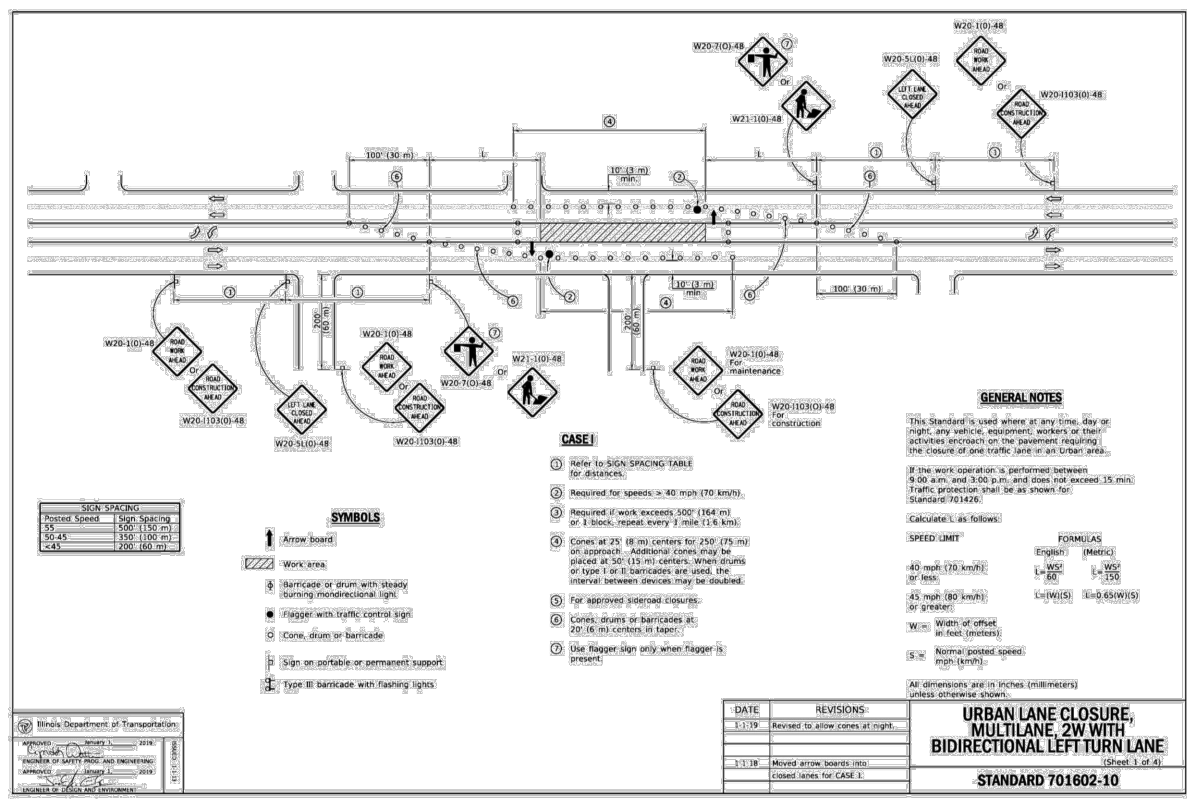 W20-1(O)-48
W20-7(O)-48
7
W20-5L(O)-48
ROAD
WORK
AHEAD
Or
LEFT LANE
CLOSED
AHEAD
Or
W20-I103(O)-48
ROAD
CONSTRUCTION
AHEAD
W21-1(O)-48
4
100' (30 m)
L
L
1
1
6
10' (3 m)
min.
2
6
1
1
200'
(60 m)
6
2
10' (3 m)
min
4
200'
(60 m)
6
100' (30 m)
W20-1(O)-48
ROAD
WORK
AHEAD
Or
ROAD
CONSTRUCTION
AHEAD
W20-I103(O)-48
LEFT LANE
CLOSED
AHEAD
W20-5L(O)-48
W20-1(O)-48
ROAD
WORK
AHEAD
Or
ROAD
CONSTRUCTION
AHEAD
W20-I103(O)-48
7
W20-7(O)-48
Or
W21-1(O)-48
ROAD
WORK
AHEAD
W20-1(O)-48
For
maintenance
Or
ROAD
CONSTRUCTION
AHEAD
W20-I103(O)-48
For
construction
SIGN SPACING
Posted Speed Sign Spacing
55 500' (150 m)
50-45 350' (100 m)
<45 200' (60 m)
SYMBOLS
Arrow board
Work area
Barricade or drum with steady
burning monodirectional light
Flagger with traffic control sign
Cone, drum or barricade
Sign on portable or permanent support
Type III barricade with flashing lights
CASE I
1 Refer to SIGN SPACING TABLE
for distances.
2 Required for speeds > 40 mph (70 km/h).
3 Required if work exceeds 500' (164 m)
or 1 block, repeat every 1 mile (1.6 km).
4 Cones at 25' (8 m) centers for 250' (75 m)
on approach. Additional cones may be
placed at 50' (15 m) centers. When drums
or type I or II barricades are used, the
interval between devices may be doubled.
5 For approved sideroad closures.
6 Cones, drums or barricades at
20' (6 m) centers in taper.
7 Use flagger sign only when flagger is
present.
GENERAL NOTES
This Standard is used where at any time, day or
night, any vehicle, equipment, workers or their
activities encroach on the pavement requiring
the closure of one traffic lane in an Urban area.
If the work operation is performed between
9:00 a.m. and 3:00 p.m. and does not exceed 15 min.
Traffic protection shall be as shown for
Standard 701426.
Calculate L as follows:
SPEED LIMIT FORMULAS
English (Metric)
40 mph (70 km/h)
or less: L=WS²/60 L=WS²/150
45 mph (80 km/h)
or greater: L=(W)(S) L=0.65(W)(S)
W = Width of offset
in feet (meters).
S = Normal posted speed
mph (km/h).
All dimensions are in inches (millimeters)
unless otherwise shown.
Illinois Department of Transportation
APPROVED January 1, 2019
ENGINEER OF SAFETY PROG. AND ENGINEERING
APPROVED January 1, 2019
ENGINEER OF DESIGN AND ENVIRONMENT
ISSUED 1-1-13
DATE REVISIONS
1-1-19 Revised to allow cones at night.
1-1-18 Moved arrow boards into
closed lanes for CASE I.
URBAN LANE CLOSURE,
MULTILANE, 2W WITH
BIDIRECTIONAL LEFT TURN LANE
(Sheet 1 of 4)
STANDARD 701602-10